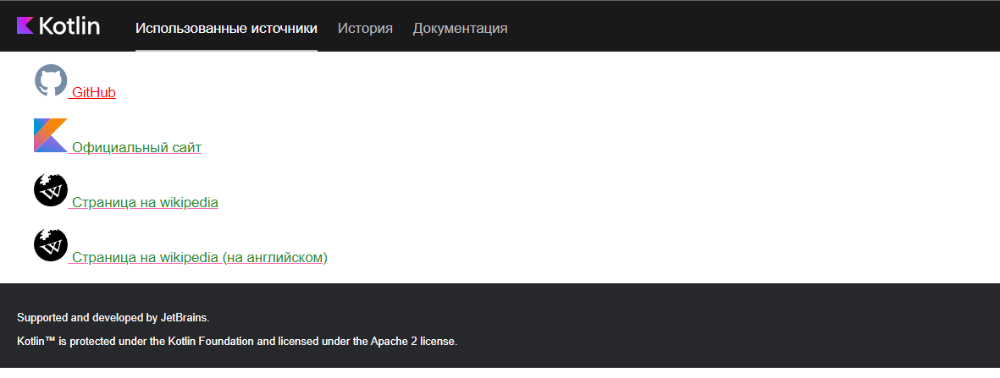 Kotlin Использованные источники История Документация
GitHub
Официальный сайт
Страница на wikipedia
Страница на wikipedia (на английском)
Supported and developed by JetBrains.
Kotlin™ is protected under the Kotlin Foundation and licensed under the Apache 2 license.